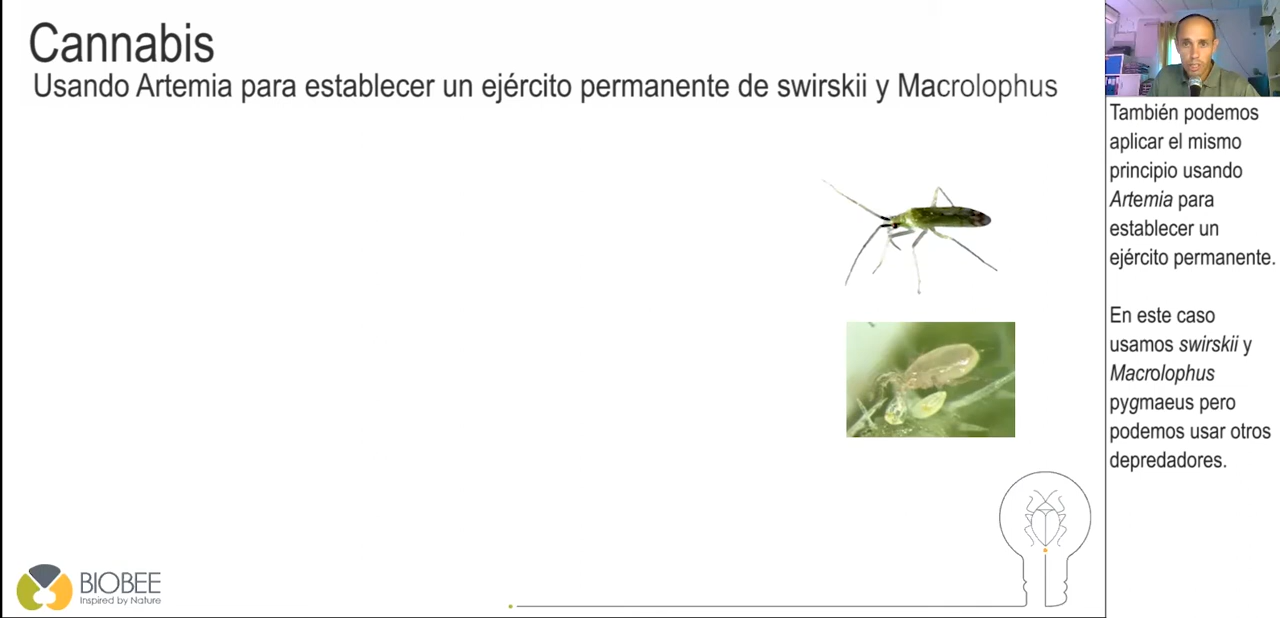 Cannabis
Usando Artemia para establecer un ejército permanente de swirskii y Macrolophus
También podemos
aplicar el mismo
principio usando
Artemia para
establecer un
ejército permanente.
En este caso
usamos swirskii y
Macrolophus
pygmaeus pero
podemos usar otros
depredadores.
BIOBEE
Inspired by Nature